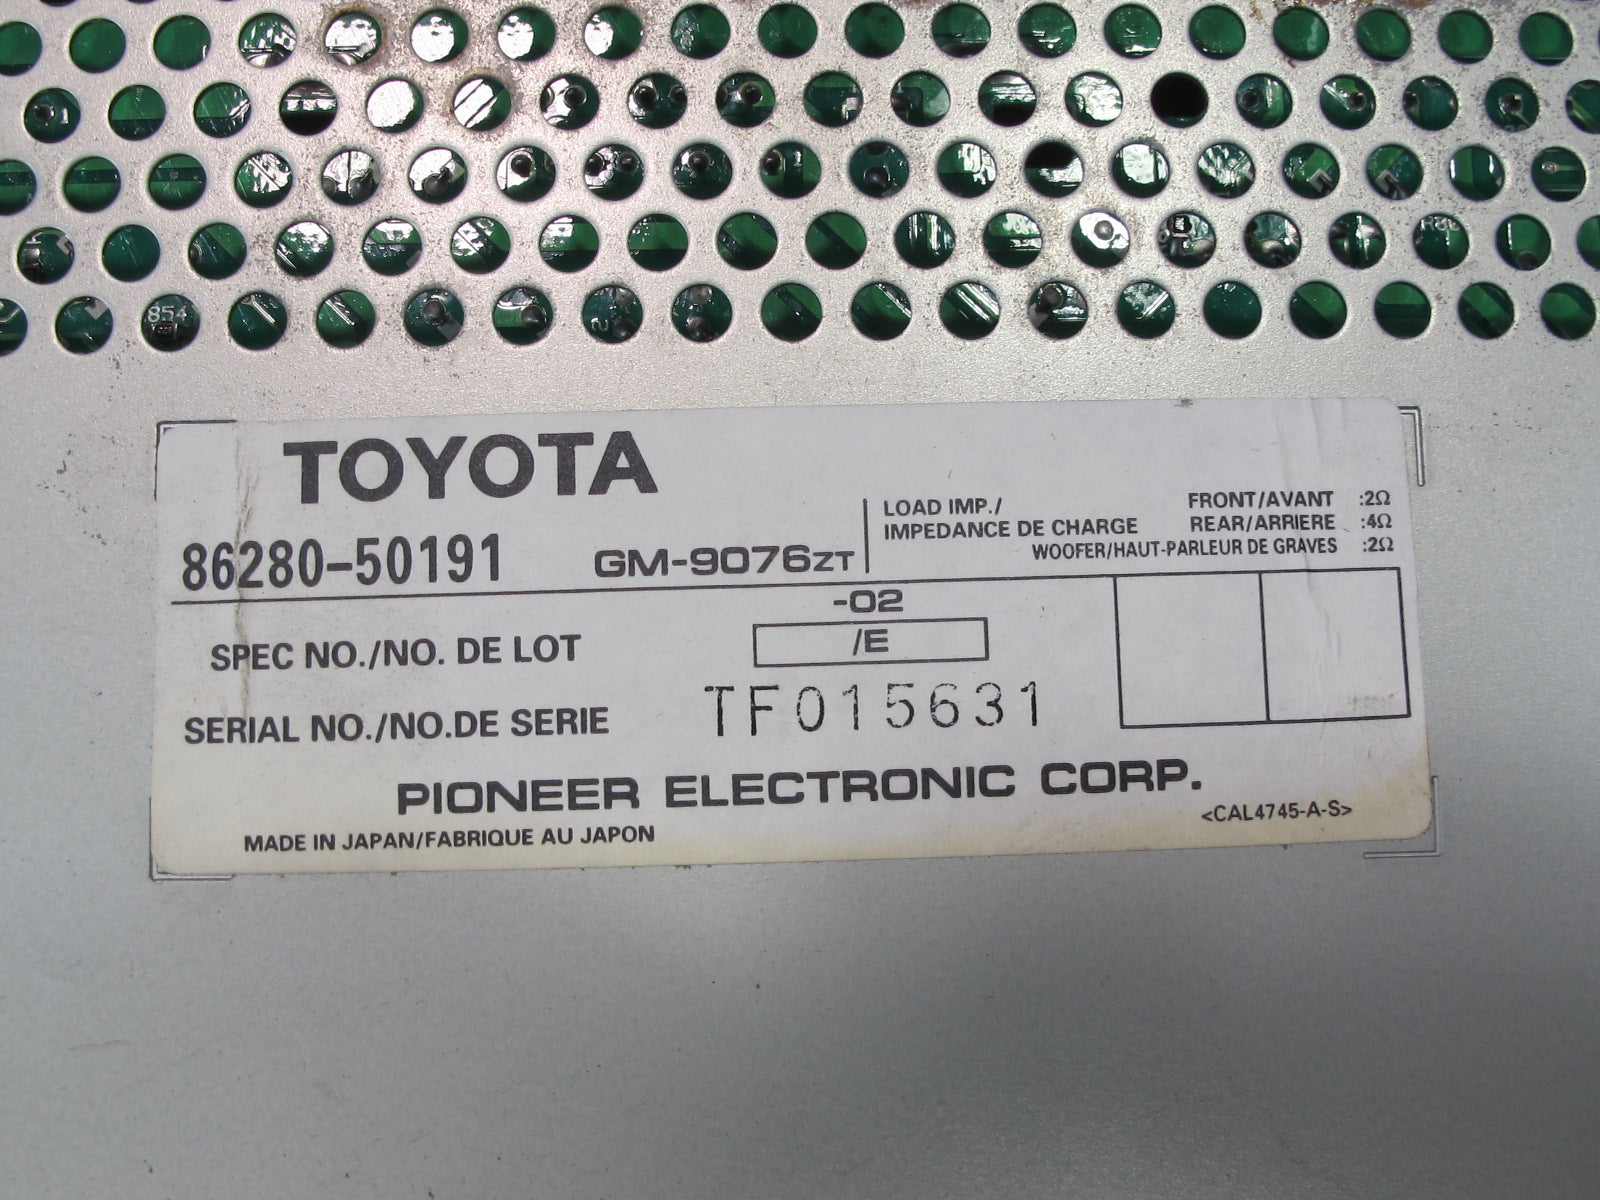 854
TOYOTA
86280-50191 GM-9076ZT
LOAD IMP./
IMPEDANCE DE CHARGE
FRONT/AVANT :2Ω
REAR/ARRIERE :4Ω
WOOFER/HAUT-PARLEUR DE GRAVES :2Ω
-02
SPEC NO./NO. DE LOT /E
SERIAL NO./NO.DE SERIE TF015631
PIONEER ELECTRONIC CORP.
<CAL4745-A-S>
MADE IN JAPAN/FABRIQUE AU JAPON